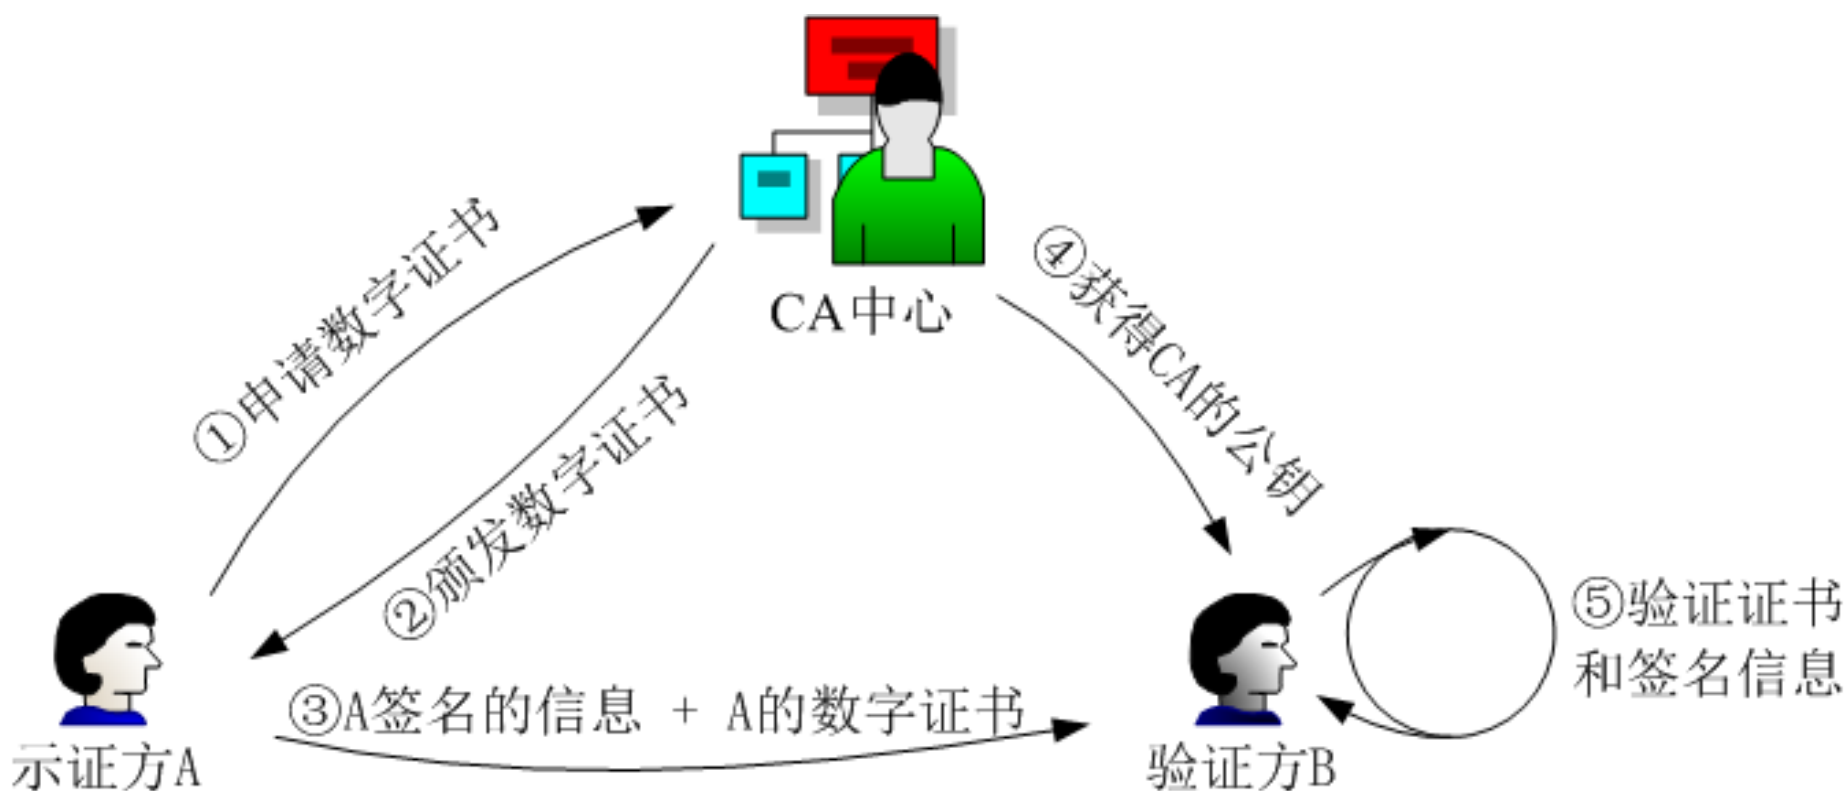 CA中心
①申请数字证书
②颁发数字证书
④获得CA的公钥
③A签名的信息 + A的数字证书
⑤验证证书
和签名信息
示证方A
验证方B